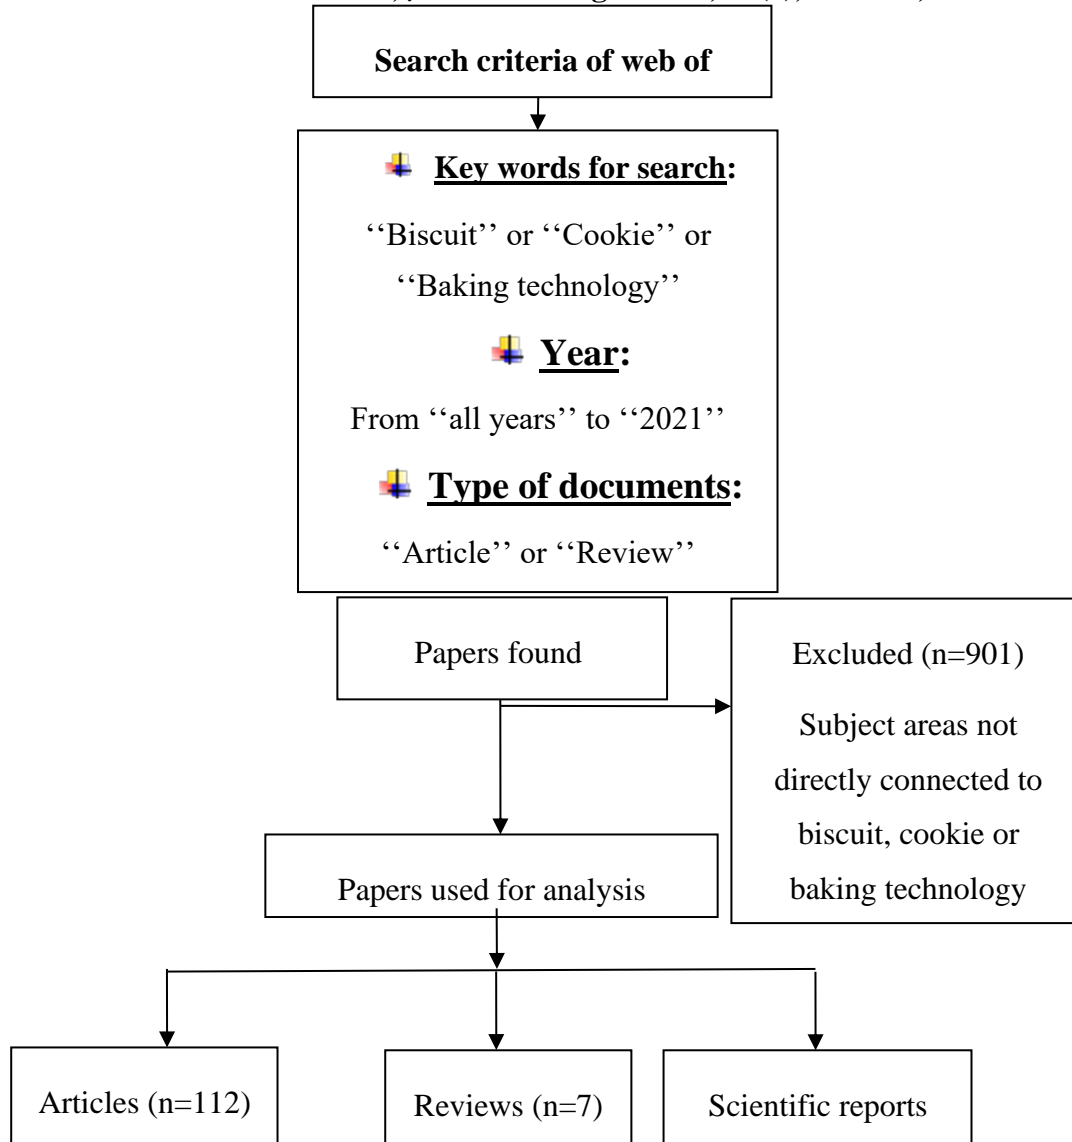 Search criteria of web of
Key words for search:
‘‘Biscuit’’ or ‘‘Cookie’’ or
‘‘Baking technology’’
Year:
From ‘‘all years’’ to ‘‘2021’’
Type of documents:
‘‘Article’’ or ‘‘Review’’
Papers found
Excluded (n=901)
Subject areas not
directly connected to
biscuit, cookie or
baking technology
Papers used for analysis
Articles (n=112)
Reviews (n=7)
Scientific reports